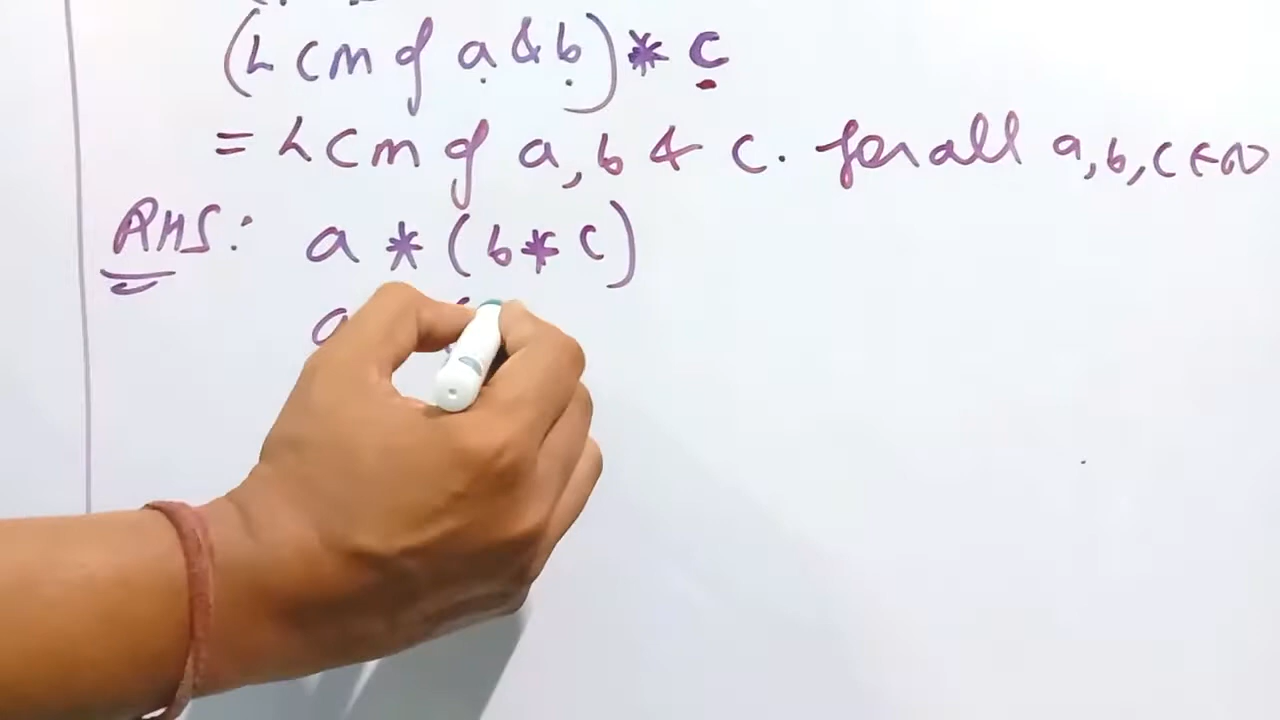 (LCM of a & b) * c
= LCM of a, b & c. for all a, b, c ∈ N
RHS: a * (b * c)
a